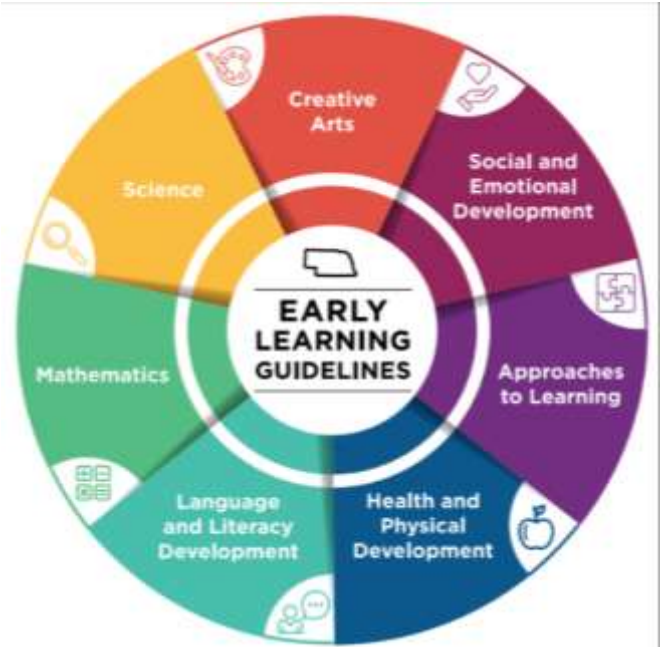 Creative
Arts
Social and
Emotional
Development
Approaches
to Learning
Health and
Physical
Development
Language
and Literacy
Development
Mathematics
Science
EARLY
LEARNING
GUIDELINES